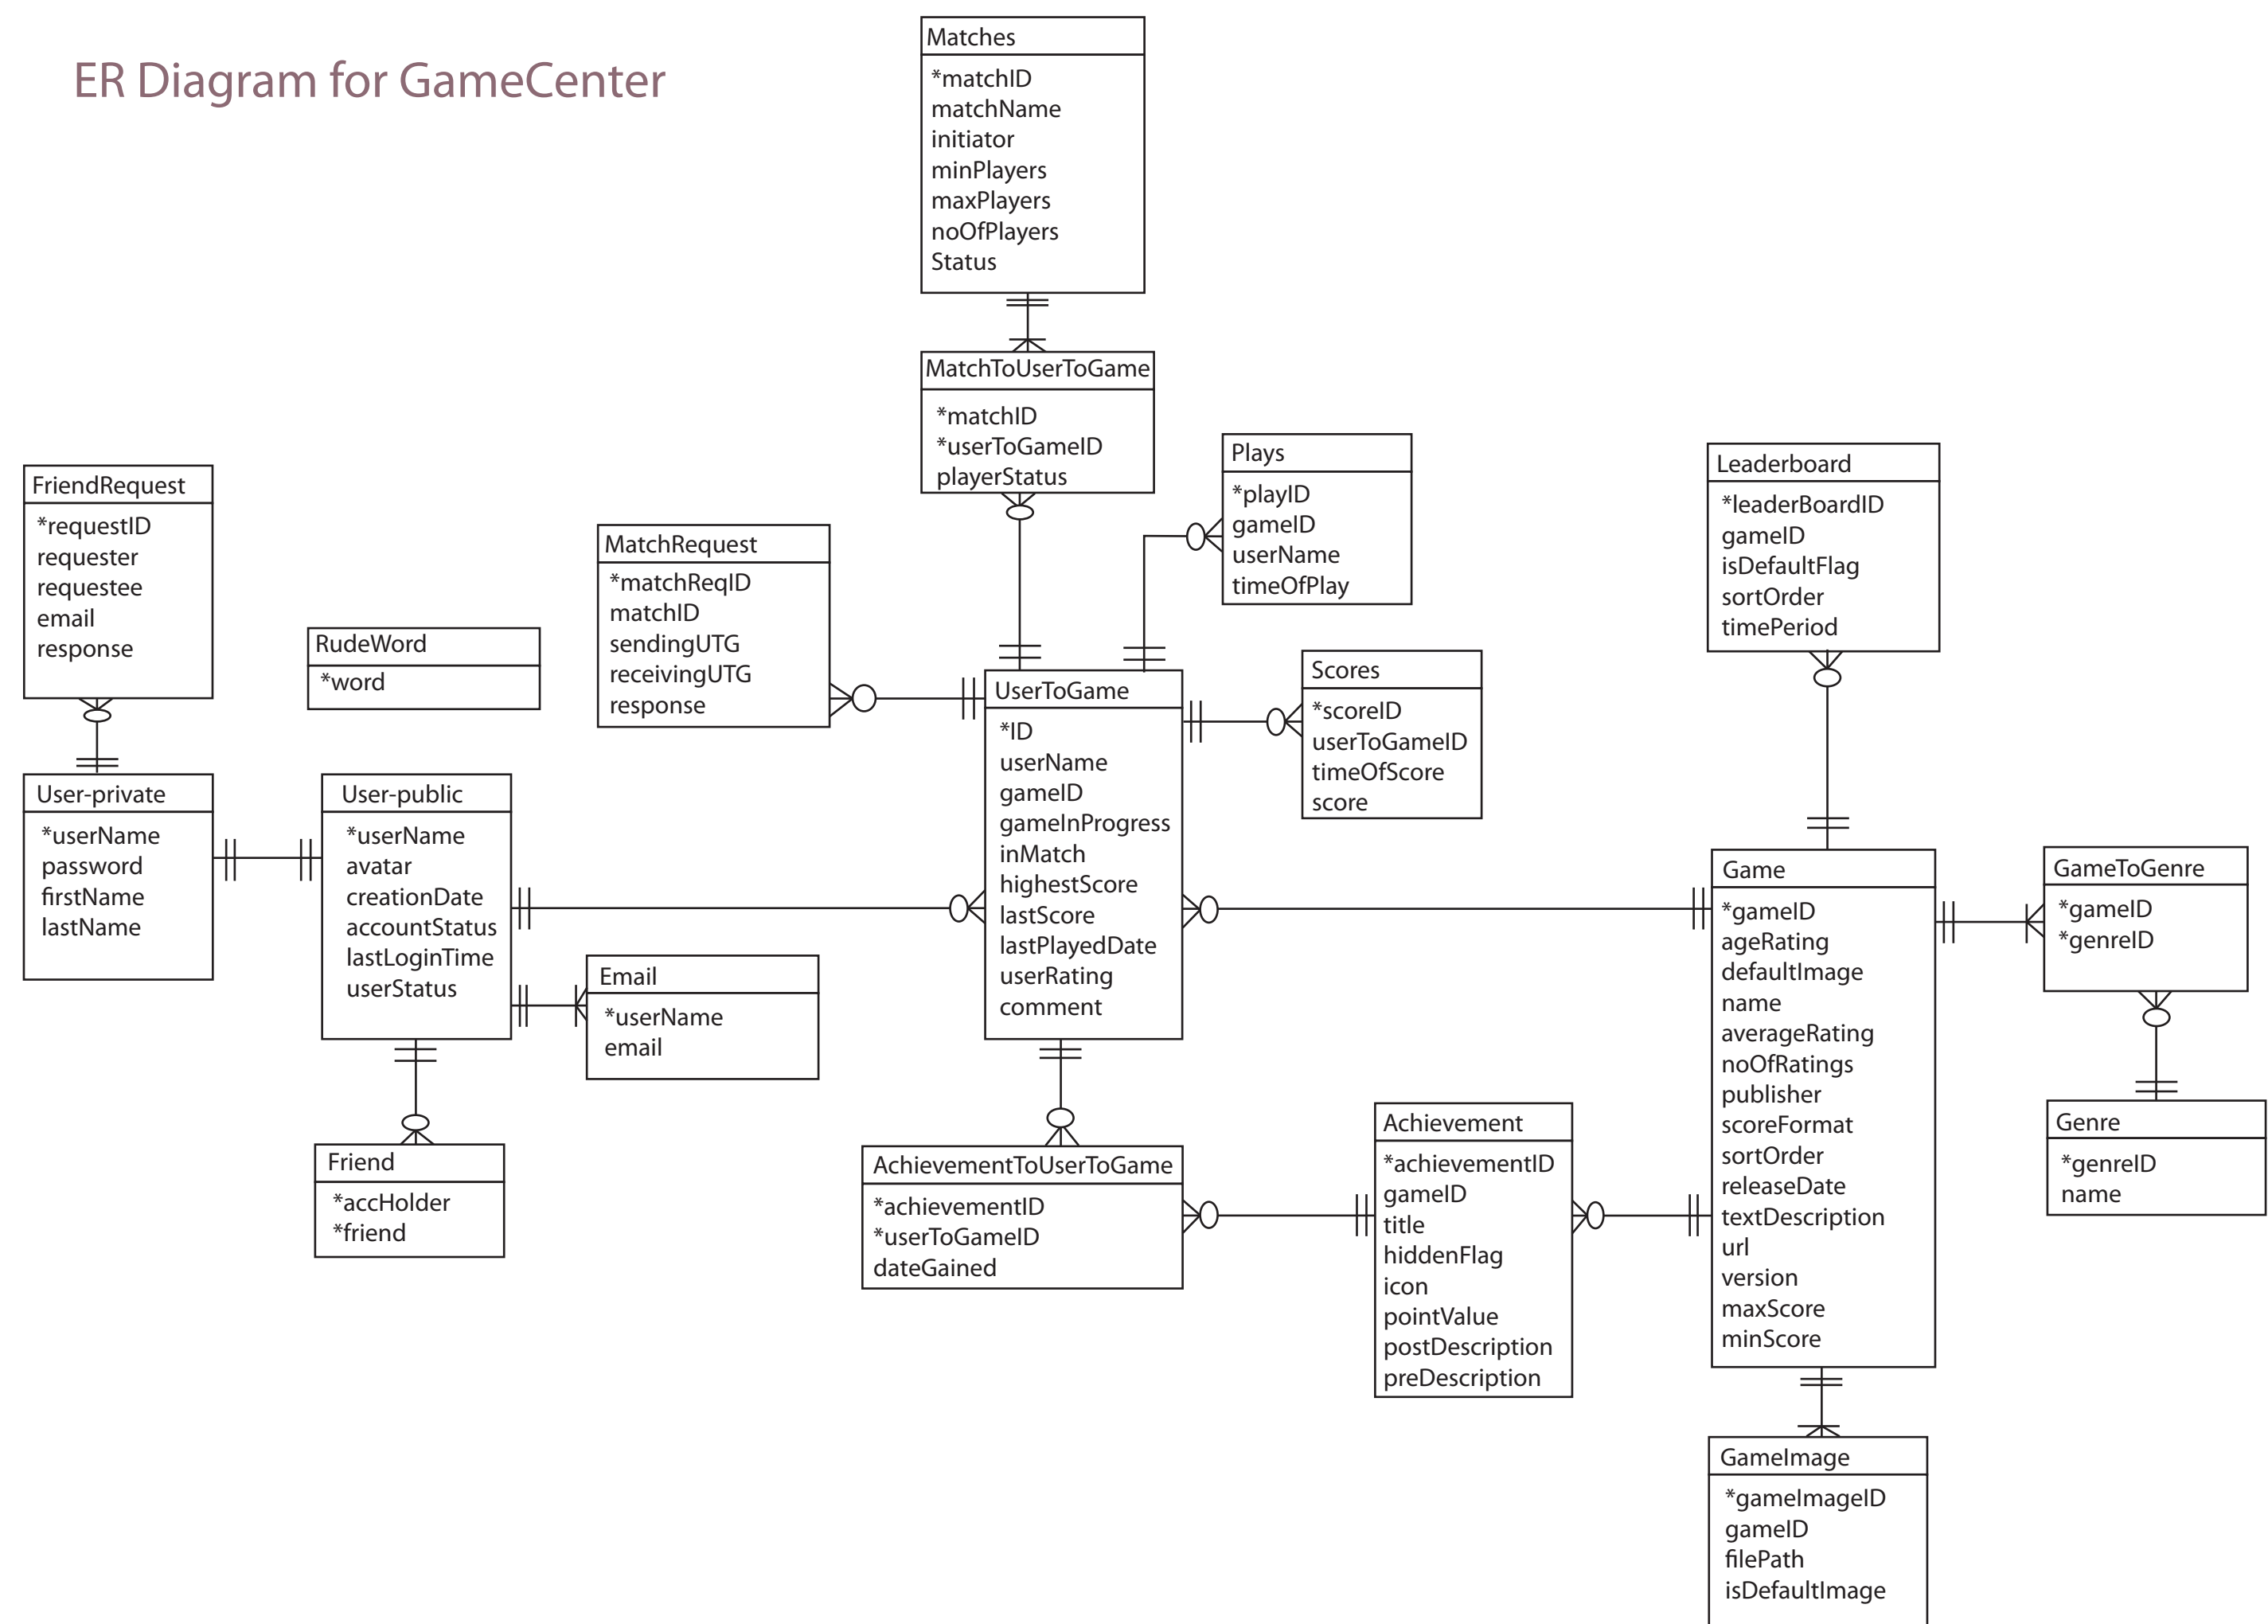 ER Diagram for GameCenter
Matches
*matchID
matchName
initiator
minPlayers
maxPlayers
noOfPlayers
Status
MatchToUserToGame
*matchID
*userToGameID
playerStatus
Plays
*playID
gameID
userName
timeOfPlay
Leaderboard
*leaderBoardID
gameID
isDefaultFlag
sortOrder
timePeriod
FriendRequest
*requestID
requester
requestee
email
response
MatchRequest
*matchReqID
matchID
sendingUTG
receivingUTG
response
RudeWord
*word
UserToGame
*ID
userName
gameID
gameInProgress
inMatch
highestScore
lastScore
lastPlayedDate
userRating
comment
Scores
*scoreID
userToGameID
timeOfScore
score
User-private
*userName
password
firstName
lastName
User-public
*userName
avatar
creationDate
accountStatus
lastLoginTime
userStatus
Email
*userName
email
Game
*gameID
ageRating
defaultImage
name
averageRating
noOfRatings
publisher
scoreFormat
sortOrder
releaseDate
textDescription
url
version
maxScore
minScore
GameToGenre
*gameID
*genreID
Genre
*genreID
name
Friend
*accHolder
*friend
AchievementToUserToGame
*achievementID
*userToGameID
dateGained
Achievement
*achievementID
gameID
title
hiddenFlag
icon
pointValue
postDescription
preDescription
GameImage
*gameImageID
gameID
filePath
isDefaultImage